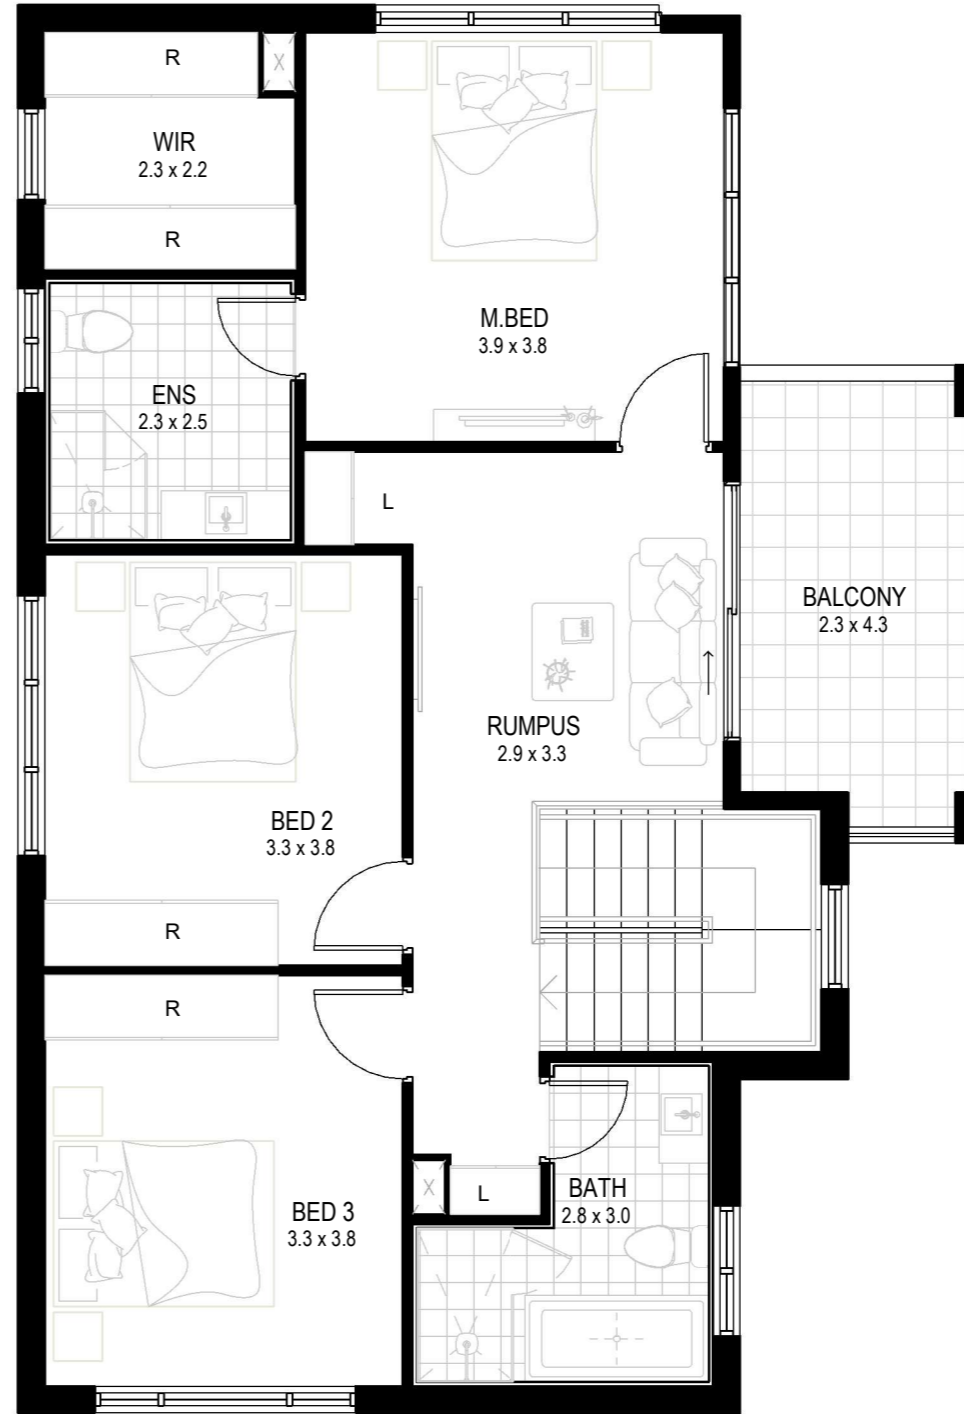 R
X
WIR
2.3 x 2.2
R
M.BED
3.9 x 3.8
ENS
2.3 x 2.5
L
BALCONY
2.3 x 4.3
RUMPUS
2.9 x 3.3
BED 2
3.3 x 3.8
R
R
BED 3
3.3 x 3.8
X
L
BATH
2.8 x 3.0